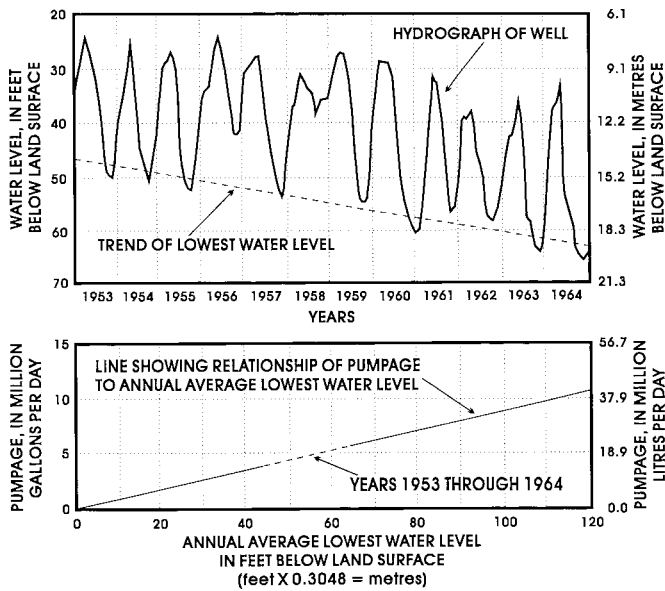 WATER LEVEL, IN FEET
BELOW LAND SURFACE
20
30
40
50
60
70
HYDROGRAPH OF WELL
TREND OF LOWEST WATER LEVEL
6.1
9.1
12.2
15.2
18.3
21.3
WATER LEVEL, IN METRES
BELOW LAND SURFACE
1953 1954 1955 1956 1957 1958 1959 1960 1961 1962 1963 1964
YEARS
PUMPAGE, IN MILLION
GALLONS PER DAY
15
10
5
0
LINE SHOWING RELATIONSHIP OF PUMPAGE
TO ANNUAL AVERAGE LOWEST WATER LEVEL
YEARS 1953 THROUGH 1964
56.7
37.9
18.9
0.0
PUMPAGE, IN MILLION
LITRES PER DAY
0 20 40 60 80 100 120
ANNUAL AVERAGE LOWEST WATER LEVEL
IN FEET BELOW LAND SURFACE
(feet X 0.3048 = metres)